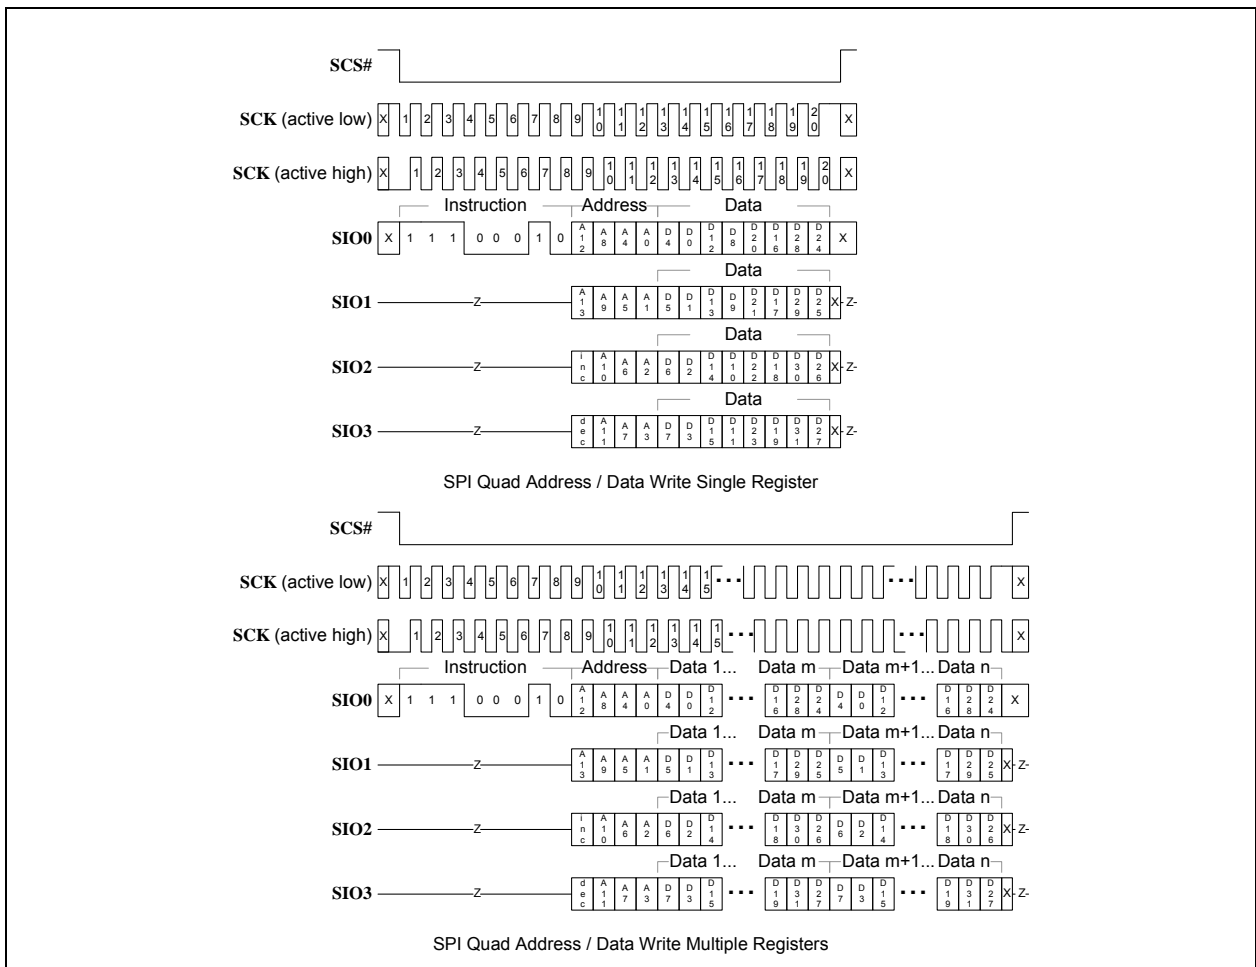 SCS#
SCK (active low) X 1 2 3 4 5 6 7 8 9 10 11 12 13 14 15 16 17 18 19 20 X
SCK (active high) X 1 2 3 4 5 6 7 8 9 10 11 12 13 14 15 16 17 18 19 20 X
Instruction Address Data
SIO0 X 1 1 1 0 0 0 1 0 A12 A8 A4 A0 D4 D0 D12 D8 D20 D16 D28 D24 X
Data
SIO1 Z A13 A9 A5 A1 D5 D1 D13 D9 D21 D17 D29 D25 X Z
Data
SIO2 Z inc A10 A6 A2 D6 D2 D14 D10 D22 D18 D30 D26 X Z
Data
SIO3 Z dec A11 A7 A3 D7 D3 D15 D11 D23 D19 D31 D27 X Z
SPI Quad Address / Data Write Single Register
SCS#
SCK (active low) X 1 2 3 4 5 6 7 8 9 10 11 12 13 14 15 ... ... X
SCK (active high) X 1 2 3 4 5 6 7 8 9 10 11 12 13 14 15 ... ... X
Instruction Address Data 1... Data m Data m+1... Data n
SIO0 X 1 1 1 0 0 0 1 0 A12 A8 A4 A0 D4 D0 D12 ... D16 D28 D24 D4 D0 D12 ... D16 D28 D24 X
Data 1... Data m Data m+1... Data n
SIO1 Z A13 A9 A5 A1 D5 D1 D13 ... D17 D29 D25 D5 D1 D13 ... D17 D29 D25 X Z
Data 1... Data m Data m+1... Data n
SIO2 Z inc A10 A6 A2 D6 D2 D14 ... D18 D30 D26 D6 D2 D14 ... D18 D30 D26 X Z
Data 1... Data m Data m+1... Data n
SIO3 Z dec A11 A7 A3 D7 D3 D15 ... D19 D31 D27 D7 D3 D15 ... D19 D31 D27 X Z
SPI Quad Address / Data Write Multiple Registers